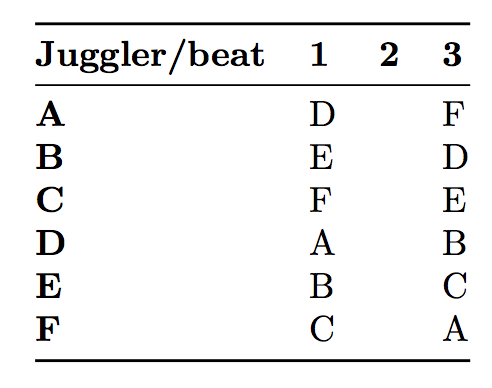 Juggler/beat 1 2 3
A D F
B E D
C F E
D A B
E B C
F C A